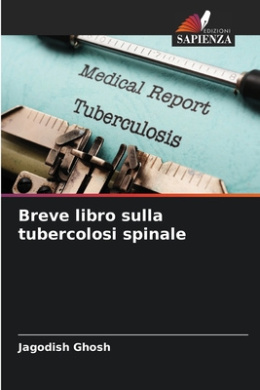 EDIZIONI
SAPIENZA
Medical Report
Tuberculosis
Breve libro sulla
tubercolosi spinale
Jagodish Ghosh